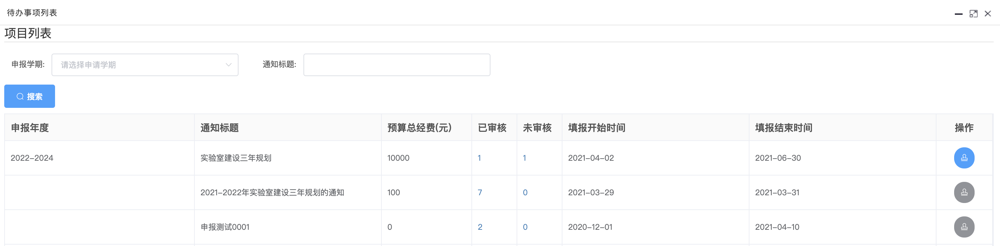 待办事项列表
项目列表
申报学期: 请选择申请学期 通知标题:
搜索
申报年度 通知标题 预算总经费(元) 已审核 未审核 填报开始时间 填报结束时间 操作
2022-2024 实验室建设三年规划 10000 1 1 2021-04-02 2021-06-30
2021-2022年实验室建设三年规划的通知 100 7 0 2021-03-29 2021-03-31
申报测试0001 0 2 0 2020-12-01 2021-04-10